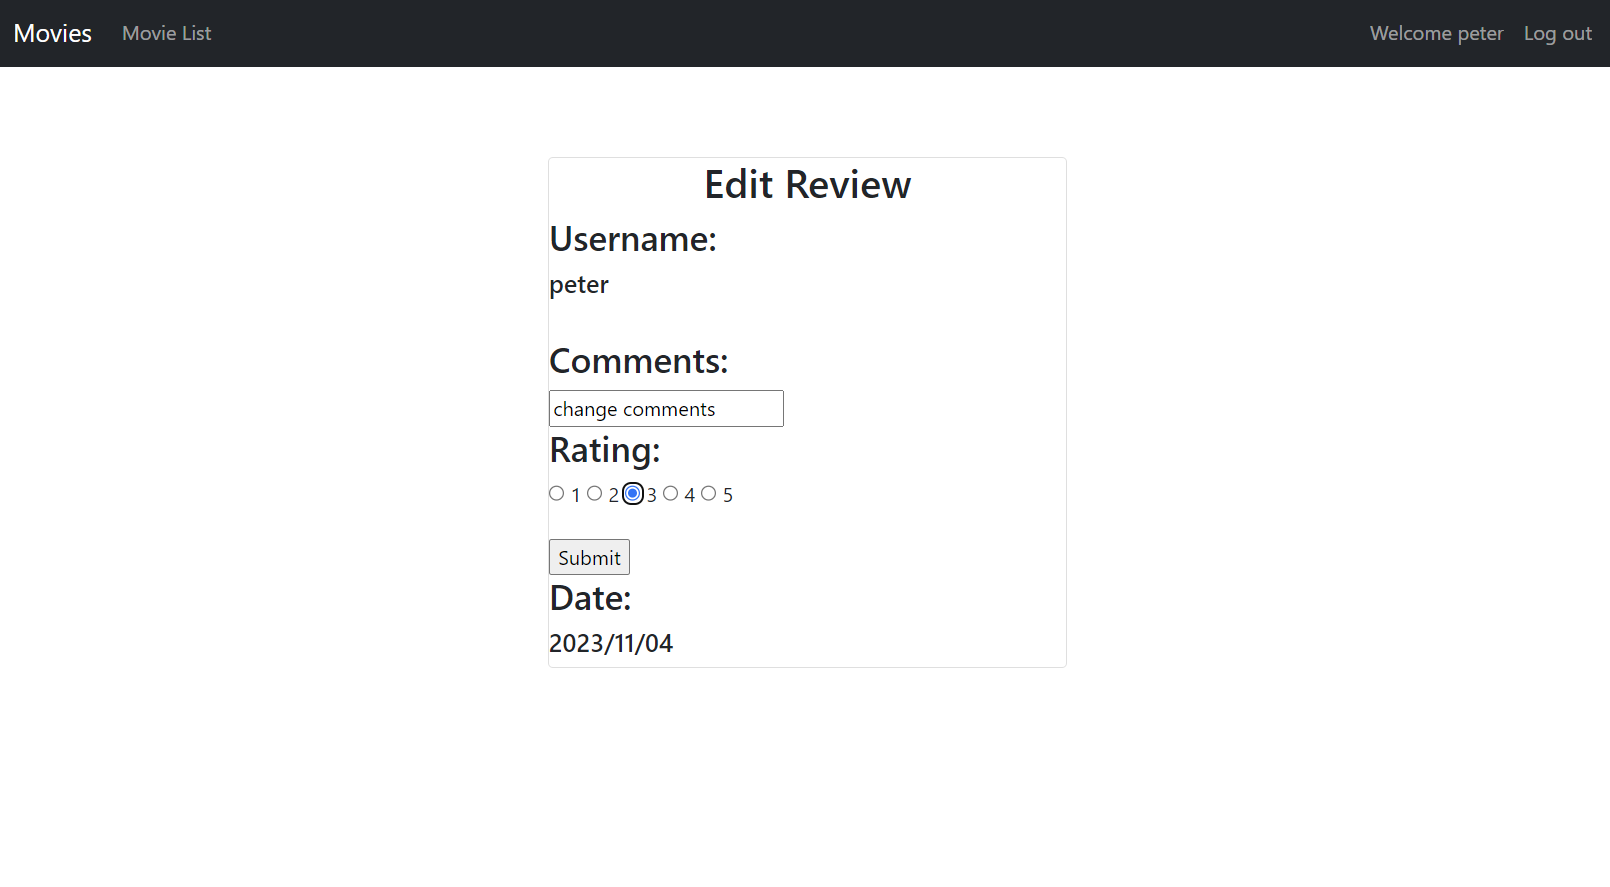 Movies Movie List Welcome peter Log out
Edit Review
Username:
peter
Comments:
change comments
Rating:
1 2 3 4 5
Submit
Date:
2023/11/04